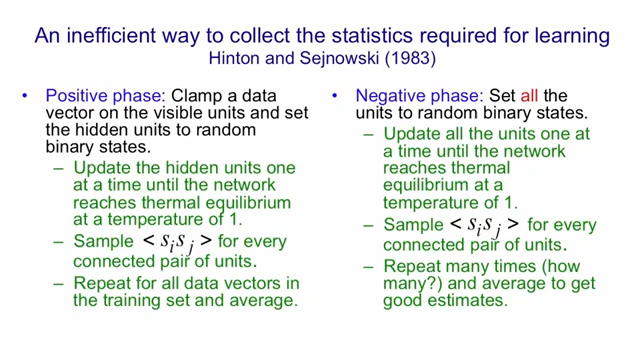 An inefficient way to collect the statistics required for learning
Hinton and Sejnowski (1983)
• Positive phase: Clamp a data
vector on the visible units and set
the hidden units to random
binary states.
– Update the hidden units one
at a time until the network
reaches thermal equilibrium
at a temperature of 1.
– Sample < s_i s_j > for every
connected pair of units.
– Repeat for all data vectors in
the training set and average.
• Negative phase: Set all the
units to random binary states.
– Update all the units one at
a time until the network
reaches thermal
equilibrium at a
temperature of 1.
– Sample < s_i s_j > for every
connected pair of units.
– Repeat many times (how
many?) and average to get
good estimates.